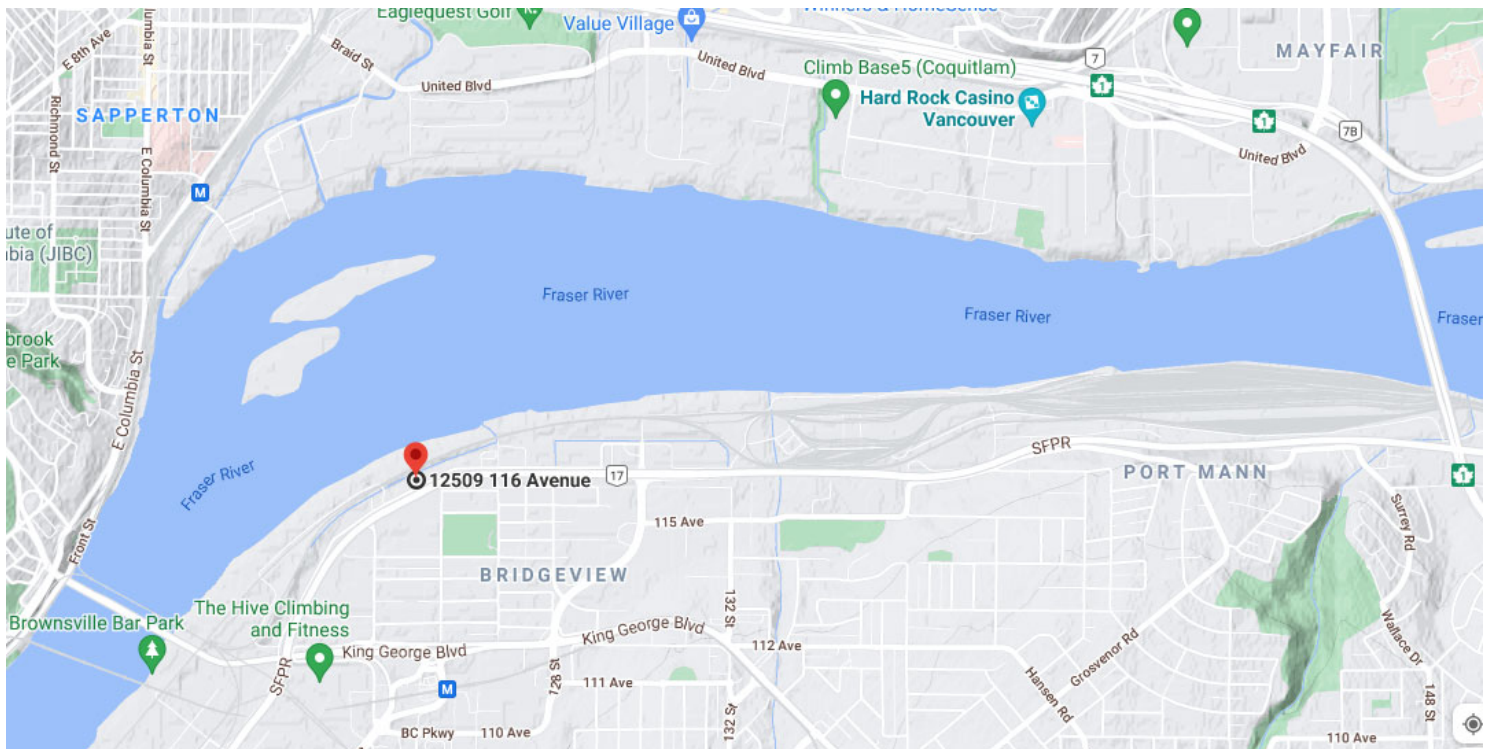 Eaglequest Golf
Value Village
Winners & HomeSense
MAYFAIR
E 8th Ave
Braid St
United Blvd
United Blvd
7
1
Climb Base5 (Coquitlam)
Hard Rock Casino
Vancouver
1
7B
United Blvd
SAPPERTON
Richmond St
E Columbia St
M
ute of
bia (JIBC)
Fraser River
Fraser River
Fraser
brook
e Park
E Columbia St
Fraser River
12509 116 Avenue
17
SFPR
PORT MANN
1
Surrey Rd
115 Ave
Front St
BRIDGEVIEW
132 St
Brownsville Bar Park
The Hive Climbing
and Fitness
King George Blvd
King George Blvd
112 Ave
Grosvenor Rd
Wallace Dr
SFPR
M
128 St
111 Ave
132 St
Hansen Rd
148 St
BC Pkwy
110 Ave
110 Ave